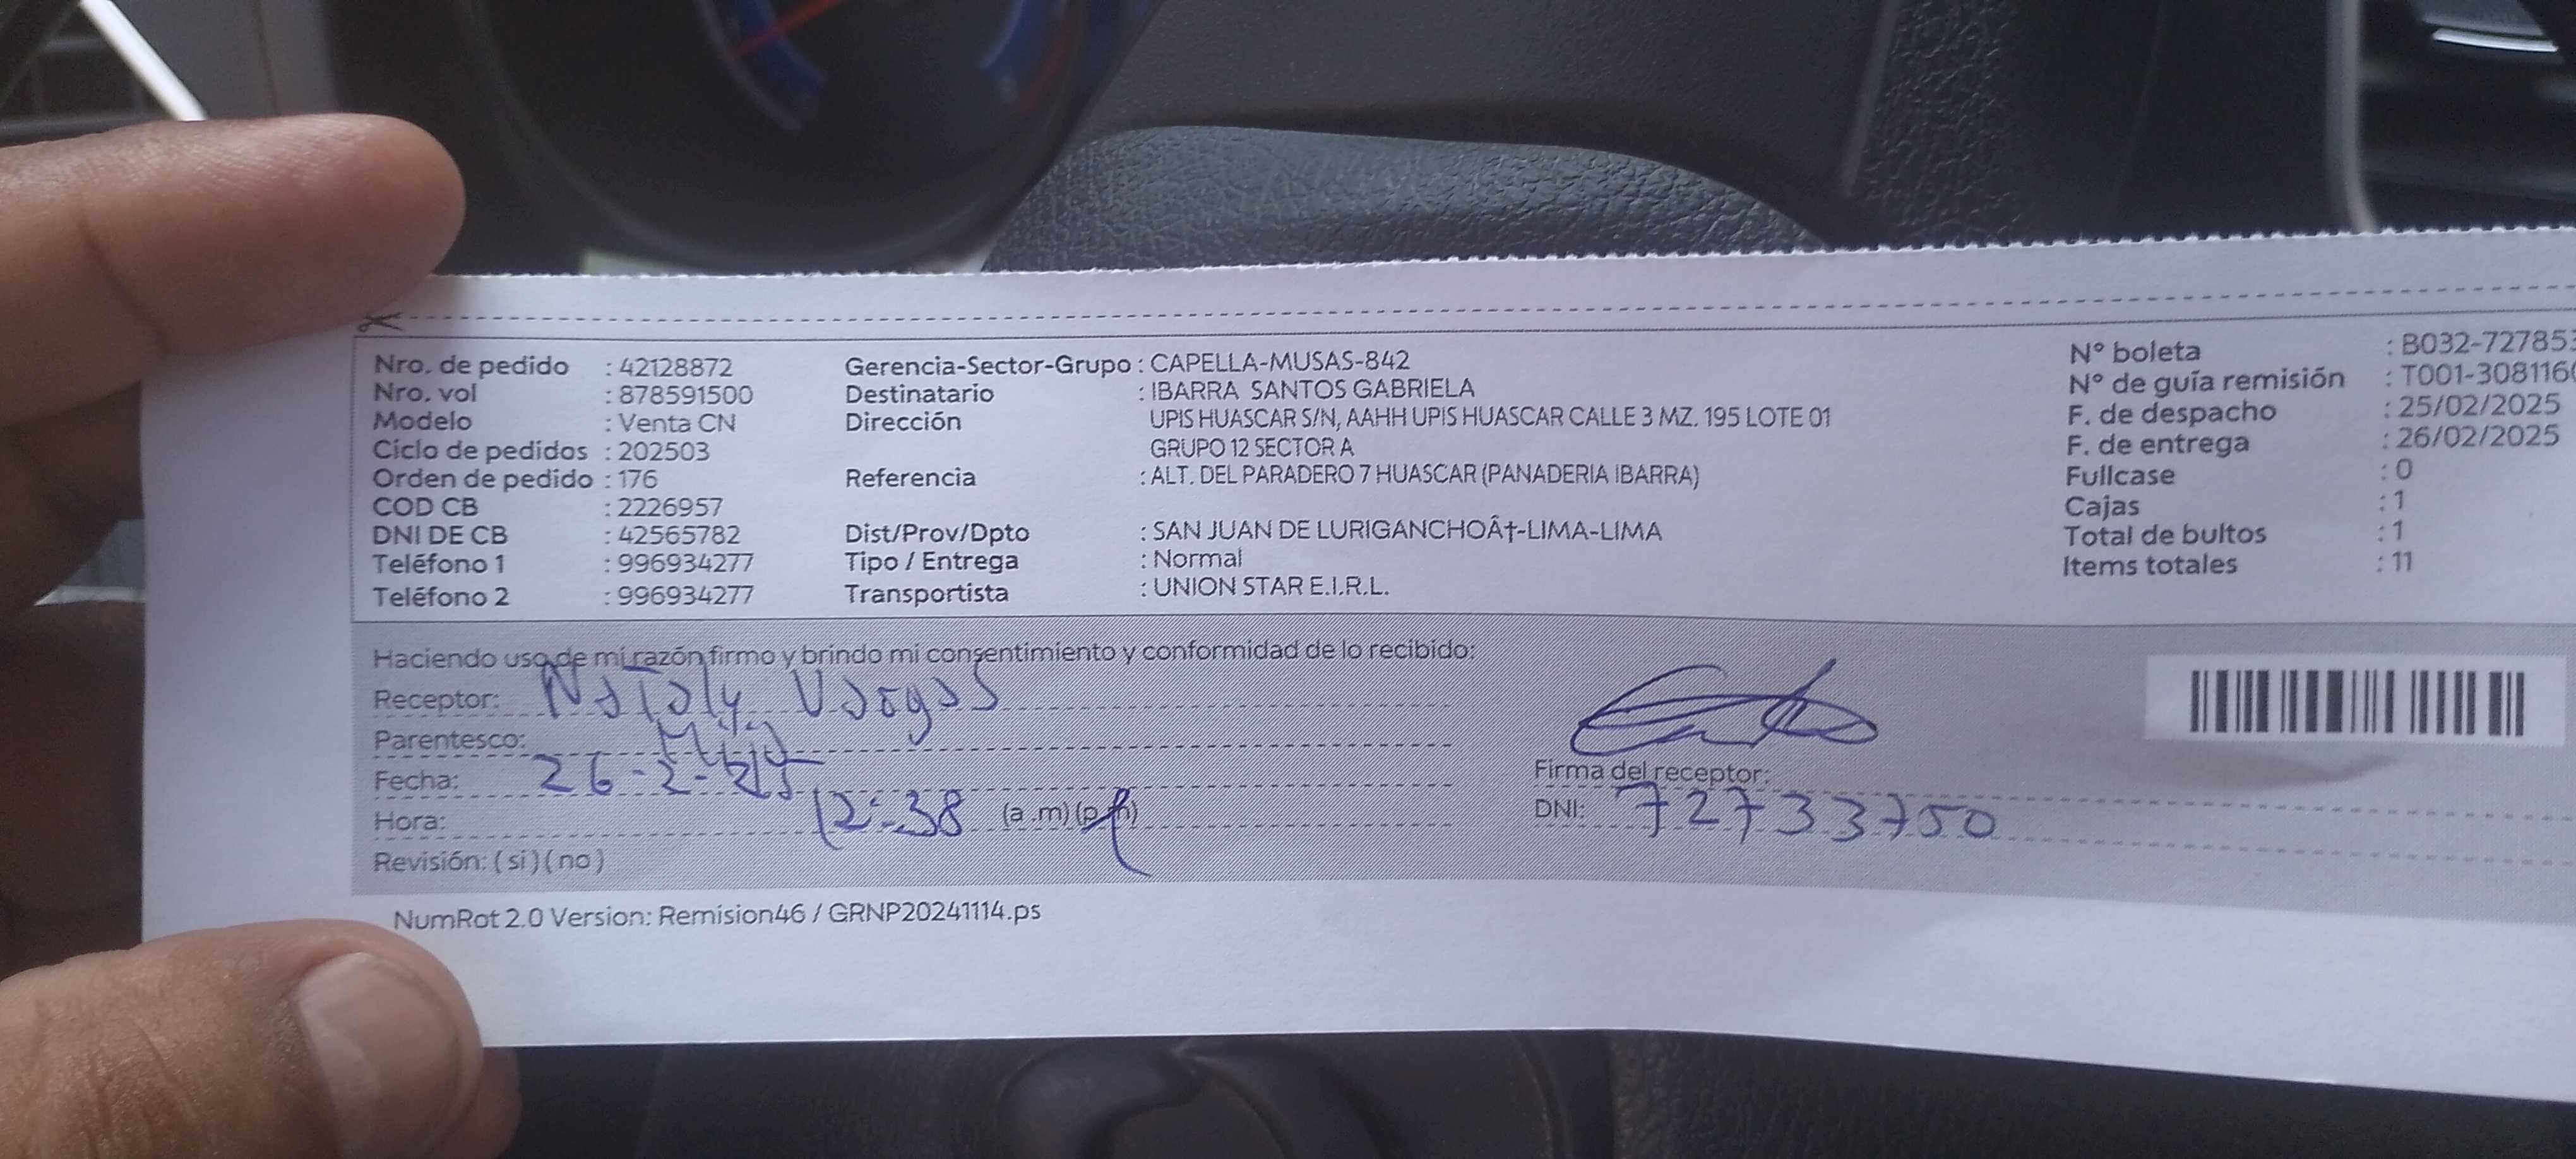 Nro. de pedido : 42128872
Nro. vol : 878591500
Modelo : Venta CN
Ciclo de pedidos : 202503
Orden de pedido : 176
COD CB : 2226957
DNI DE CB : 42565782
Teléfono 1 : 996934277
Teléfono 2 : 996934277
Gerencia-Sector-Grupo : CAPELLA-MUSAS-842
Destinatario : IBARRA SANTOS GABRIELA
Dirección UPIS HUASCAR S/N, AAHH UPIS HUASCAR CALLE 3 MZ. 195 LOTE 01
GRUPO 12 SECTOR A
Referencia : ALT. DEL PARADERO 7 HUASCAR (PANADERIA IBARRA)
Dist/Prov/Dpto : SAN JUAN DE LURIGANCHOÂ†-LIMA-LIMA
Tipo / Entrega : Normal
Transportista : UNION STAR E.I.R.L.
N° boleta : B032-727853
N° de guía remisión : T001-3081160
F. de despacho : 25/02/2025
F. de entrega : 26/02/2025
Fullcase : 0
Cajas : 1
Total de bultos : 1
Items totales : 11
Haciendo uso de mi razón firmo y brindo mi consentimiento y conformidad de lo recibido:
Receptor: Nataly Vargas
Parentesco: Hija
Fecha: 26-2-25
Hora: 12:38 (a .m) (p.m)
Revisión: ( si ) ( no )
Firma del receptor:
DNI: 72733750
NumRot 2.0 Version: Remision46 / GRNP20241114.ps